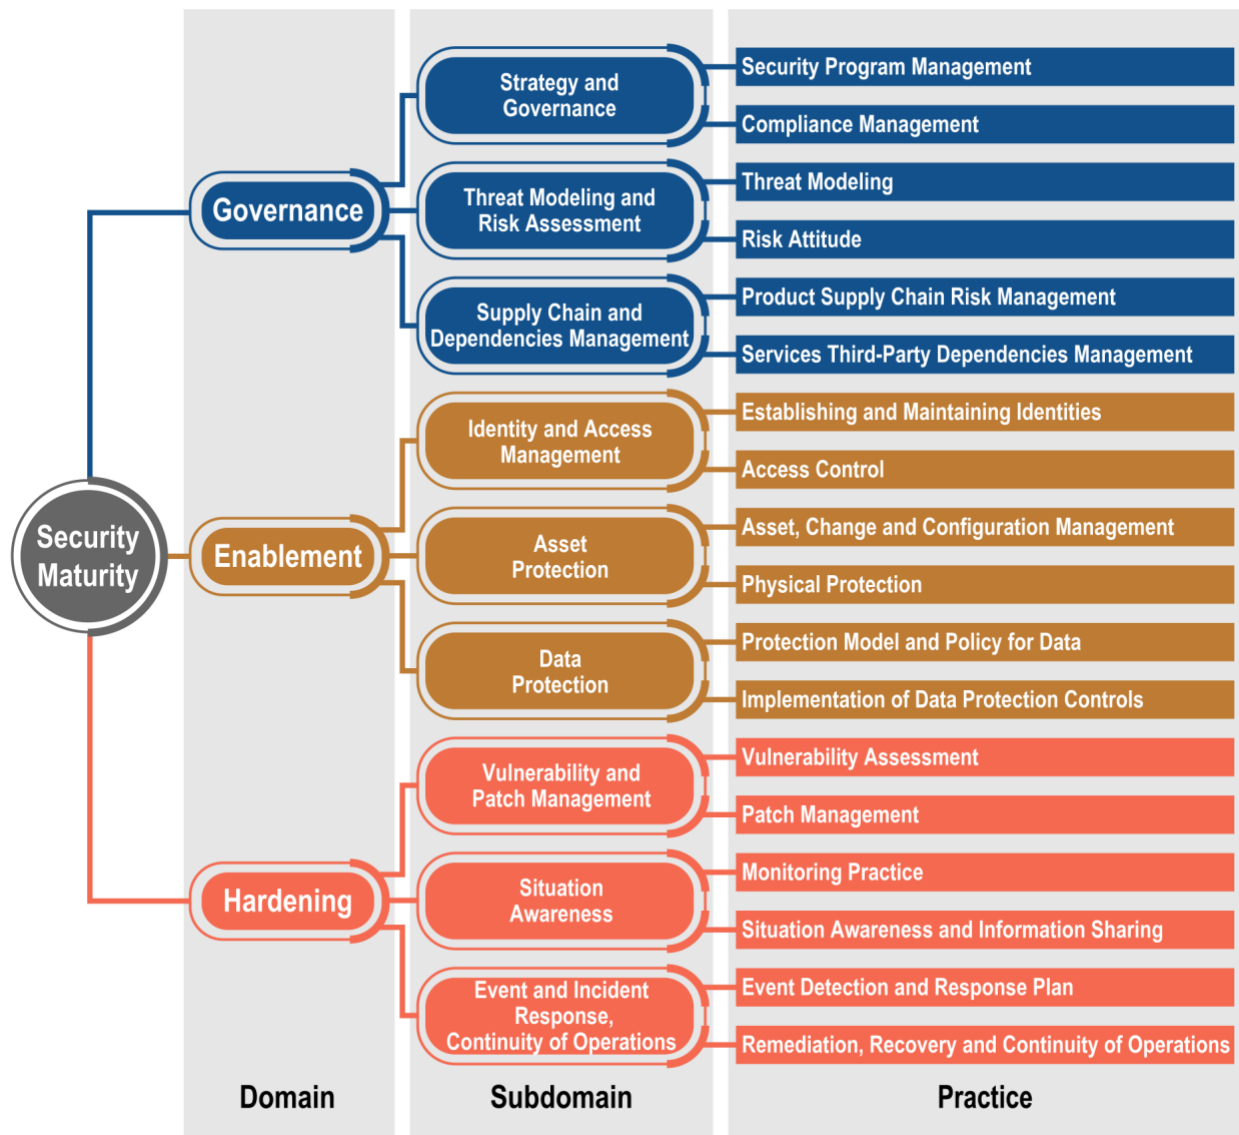 Security
Maturity
Governance
Strategy and
Governance
Security Program Management
Compliance Management
Threat Modeling and
Risk Assessment
Threat Modeling
Risk Attitude
Supply Chain and
Dependencies Management
Product Supply Chain Risk Management
Services Third-Party Dependencies Management
Enablement
Identity and Access
Management
Establishing and Maintaining Identities
Access Control
Asset
Protection
Asset, Change and Configuration Management
Physical Protection
Data
Protection
Protection Model and Policy for Data
Implementation of Data Protection Controls
Hardening
Vulnerability and
Patch Management
Vulnerability Assessment
Patch Management
Situation
Awareness
Monitoring Practice
Situation Awareness and Information Sharing
Event and Incident
Response,
Continuity of Operations
Event Detection and Response Plan
Remediation, Recovery and Continuity of Operations
Domain
Subdomain
Practice